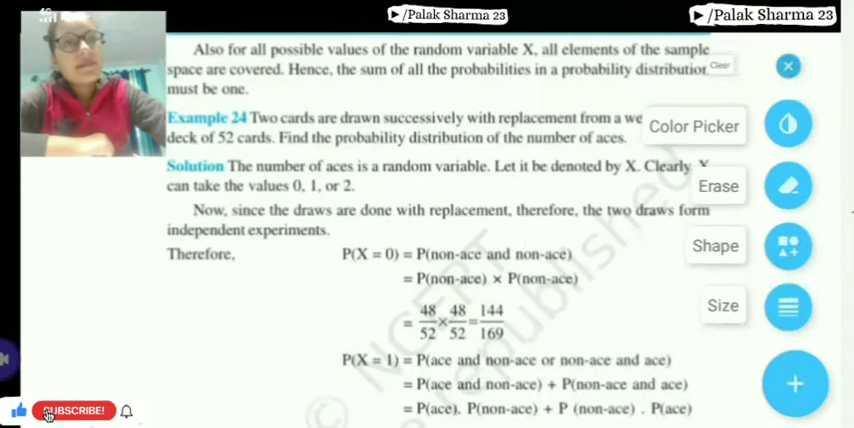 ▶/Palak Sharma 23
▶/Palak Sharma 23
Also for all possible values of the random variable X, all elements of the sample
space are covered. Hence, the sum of all the probabilities in a probability distribution
must be one.
Clear
Example 24 Two cards are drawn successively with replacement from a we
deck of 52 cards. Find the probability distribution of the number of aces.
Color Picker
Solution The number of aces is a random variable. Let it be denoted by X. Clearly, X
can take the values 0, 1, or 2.
Erase
Now, since the draws are done with replacement, therefore, the two draws form
independent experiments.
Therefore, P(X = 0) = P(non-ace and non-ace)
Shape
= P(non-ace) × P(non-ace)
= 48/52 × 48/52 = 144/169
Size
P(X = 1) = P(ace and non-ace or non-ace and ace)
= P(ace and non-ace) + P(non-ace and ace)
= P(ace). P(non-ace) + P (non-ace) . P(ace)
SUBSCRIBE!
© NCERT
republished